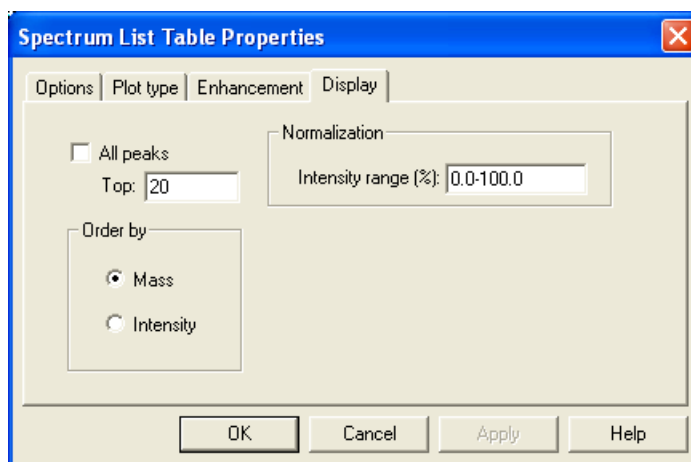 Spectrum List Table Properties
Options Plot type Enhancement Display
All peaks
Top: 20
Normalization
Intensity range (%): 0.0-100.0
Order by
Mass
Intensity
OK Cancel Apply Help